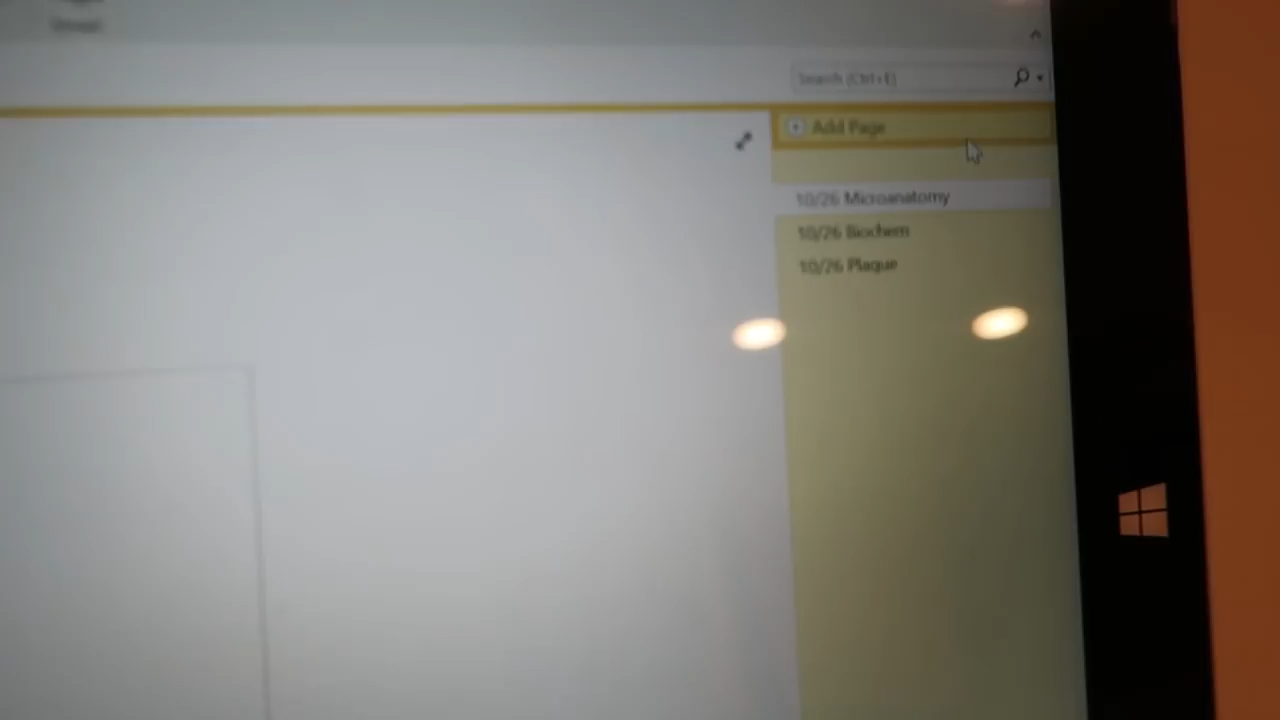 Search (Ctrl+E)
Add Page
10/26 Microanatomy
10/26 Biochem
10/26 Plaque